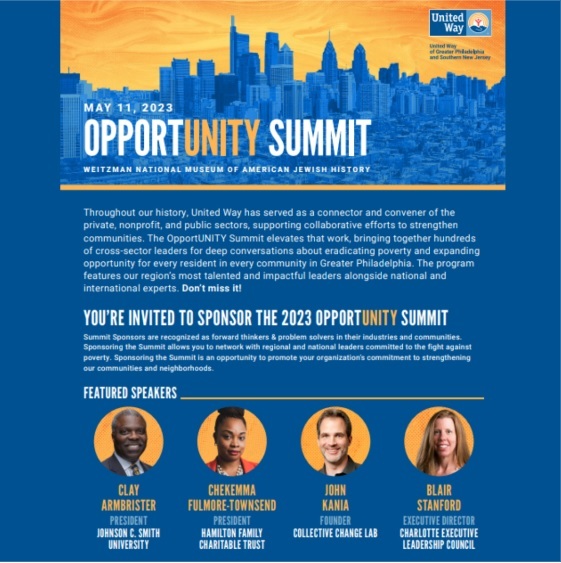 United
Way
United Way
of Greater Philadelphia
and Southern New Jersey
MAY 11, 2023
OPPORTUNITY SUMMIT
WEITZMAN NATIONAL MUSEUM OF AMERICAN JEWISH HISTORY
Throughout our history, United Way has served as a connector and convener of the
private, nonprofit, and public sectors, supporting collaborative efforts to strengthen
communities. The OpportUNITY Summit elevates that work, bringing together hundreds
of cross-sector leaders for deep conversations about eradicating poverty and expanding
opportunity for every resident in every community in Greater Philadelphia. The program
features our region's most talented and impactful leaders alongside national and
international experts. Don't miss it!
YOU'RE INVITED TO SPONSOR THE 2023 OPPORTUNITY SUMMIT
Summit Sponsors are recognized as forward thinkers & problem solvers in their industries and communities.
Sponsoring the Summit allows you to network with regional and national leaders committed to the fight against
poverty. Sponsoring the Summit is an opportunity to promote your organization's commitment to strengthening
our communities and neighborhoods.
FEATURED SPEAKERS
CLAY
ARMBRISTER
PRESIDENT
JOHNSON C. SMITH
UNIVERSITY
CHEKEMMA
FULMORE-TOWNSEND
PRESIDENT
HAMILTON FAMILY
CHARITABLE TRUST
JOHN
KANIA
FOUNDER
COLLECTIVE CHANGE LAB
BLAIR
STANFORD
EXECUTIVE DIRECTOR
CHARLOTTE EXECUTIVE
LEADERSHIP COUNCIL